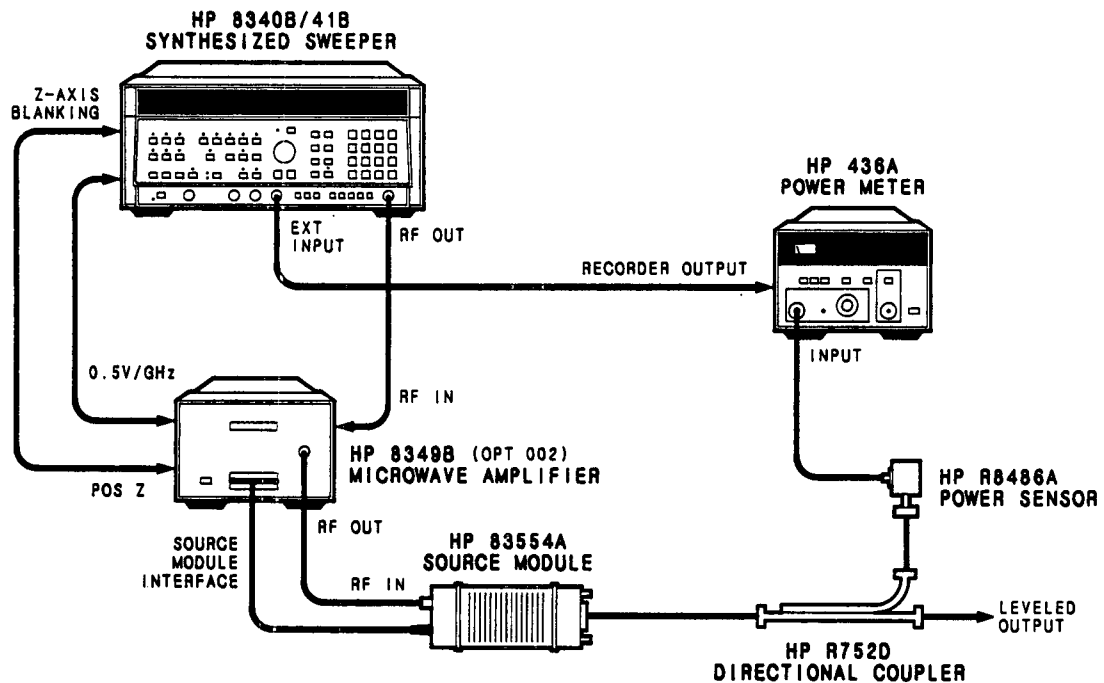 HP 8340B/41B
SYNTHESIZED SWEEPER
Z-AXIS
BLANKING
HP 436A
POWER METER
EXT
INPUT
RF OUT
RECORDER OUTPUT
INPUT
0.5V/GHz
RF IN
HP 8349B (OPT 002)
MICROWAVE AMPLIFIER
HP R8486A
POWER SENSOR
POS Z
RF OUT
SOURCE
MODULE
INTERFACE
HP 83554A
SOURCE MODULE
RF IN
LEVELED
OUTPUT
HP R752D
DIRECTIONAL COUPLER